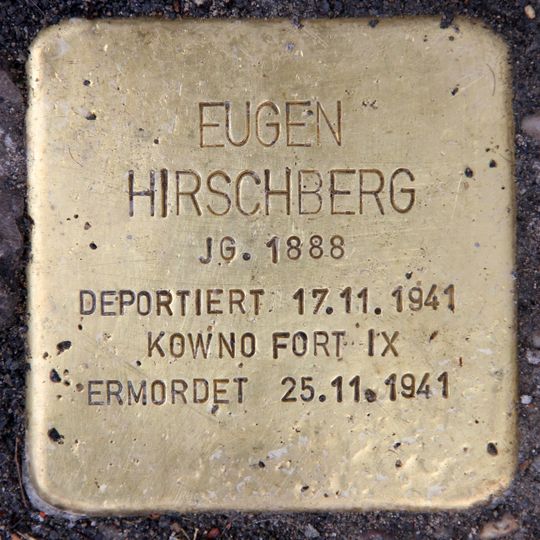 EUGEN
HIRSCHBERG
JG. 1888
DEPORTIERT 17.11.1941
KOWNO FORT IX
ERMORDET 25.11.1941